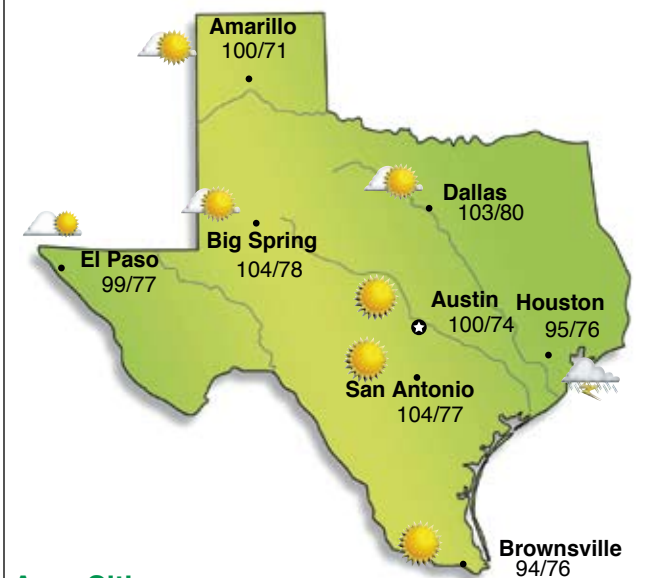 Amarillo
100/71
Dallas
103/80
Big Spring
104/78
El Paso
99/77
Austin
100/74
Houston
95/76
San Antonio
104/77
Brownsville
94/76